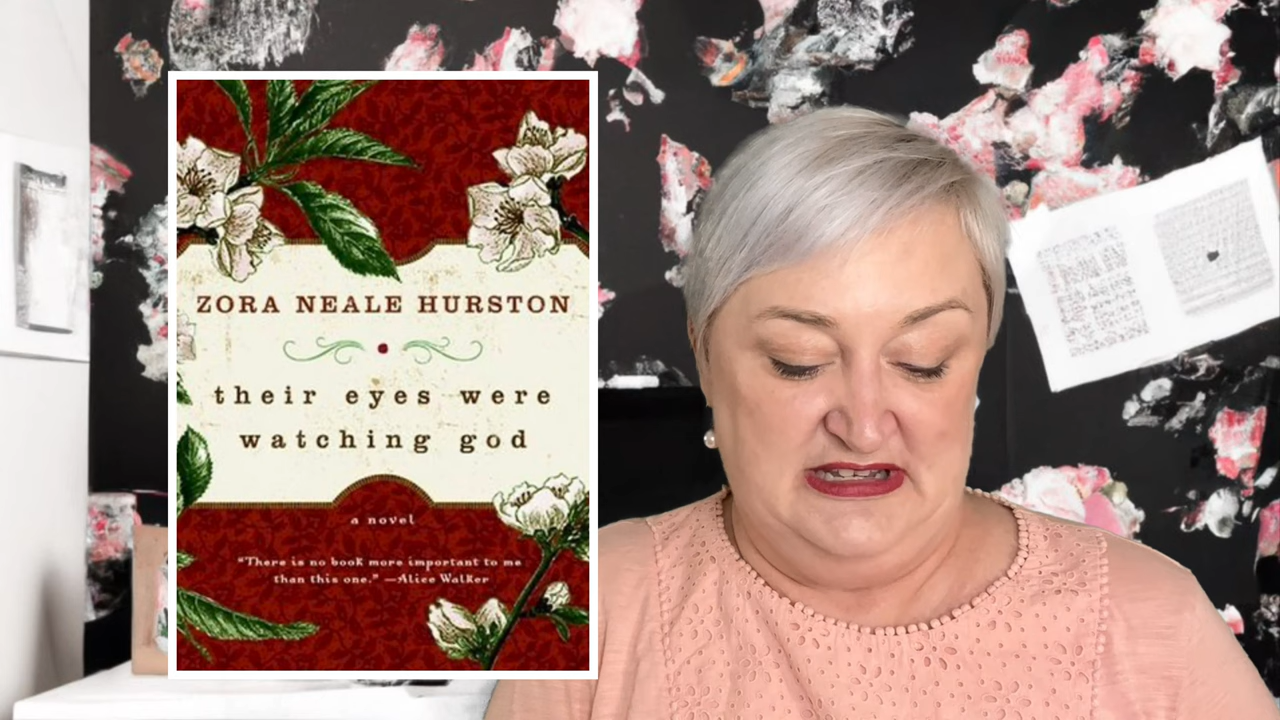 ZORA NEALE HURSTON
their eyes were
watching god
a novel
“There is no book more important to me
than this one.” —Alice Walker